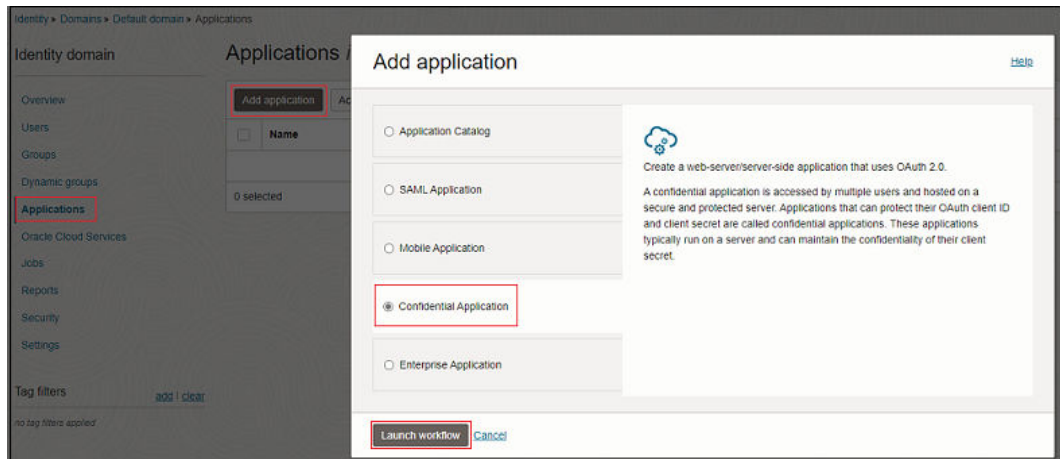 Identity » Domains » Default domain » Applications
Identity domain
Overview
Users
Groups
Dynamic groups
Applications
Oracle Cloud Services
Jobs
Reports
Security
Settings
Tag filters add | clear
no tag filters applied
Applications
Add application
Name
0 selected
Add application
Help
Application Catalog
SAML Application
Mobile Application
Confidential Application
Enterprise Application
Create a web-server/server-side application that uses OAuth 2.0.
A confidential application is accessed by multiple users and hosted on a
secure and protected server. Applications that can protect their OAuth client ID
and client secret are called confidential applications. These applications
typically run on a server and can maintain the confidentiality of their client
secret.
Launch workflow Cancel